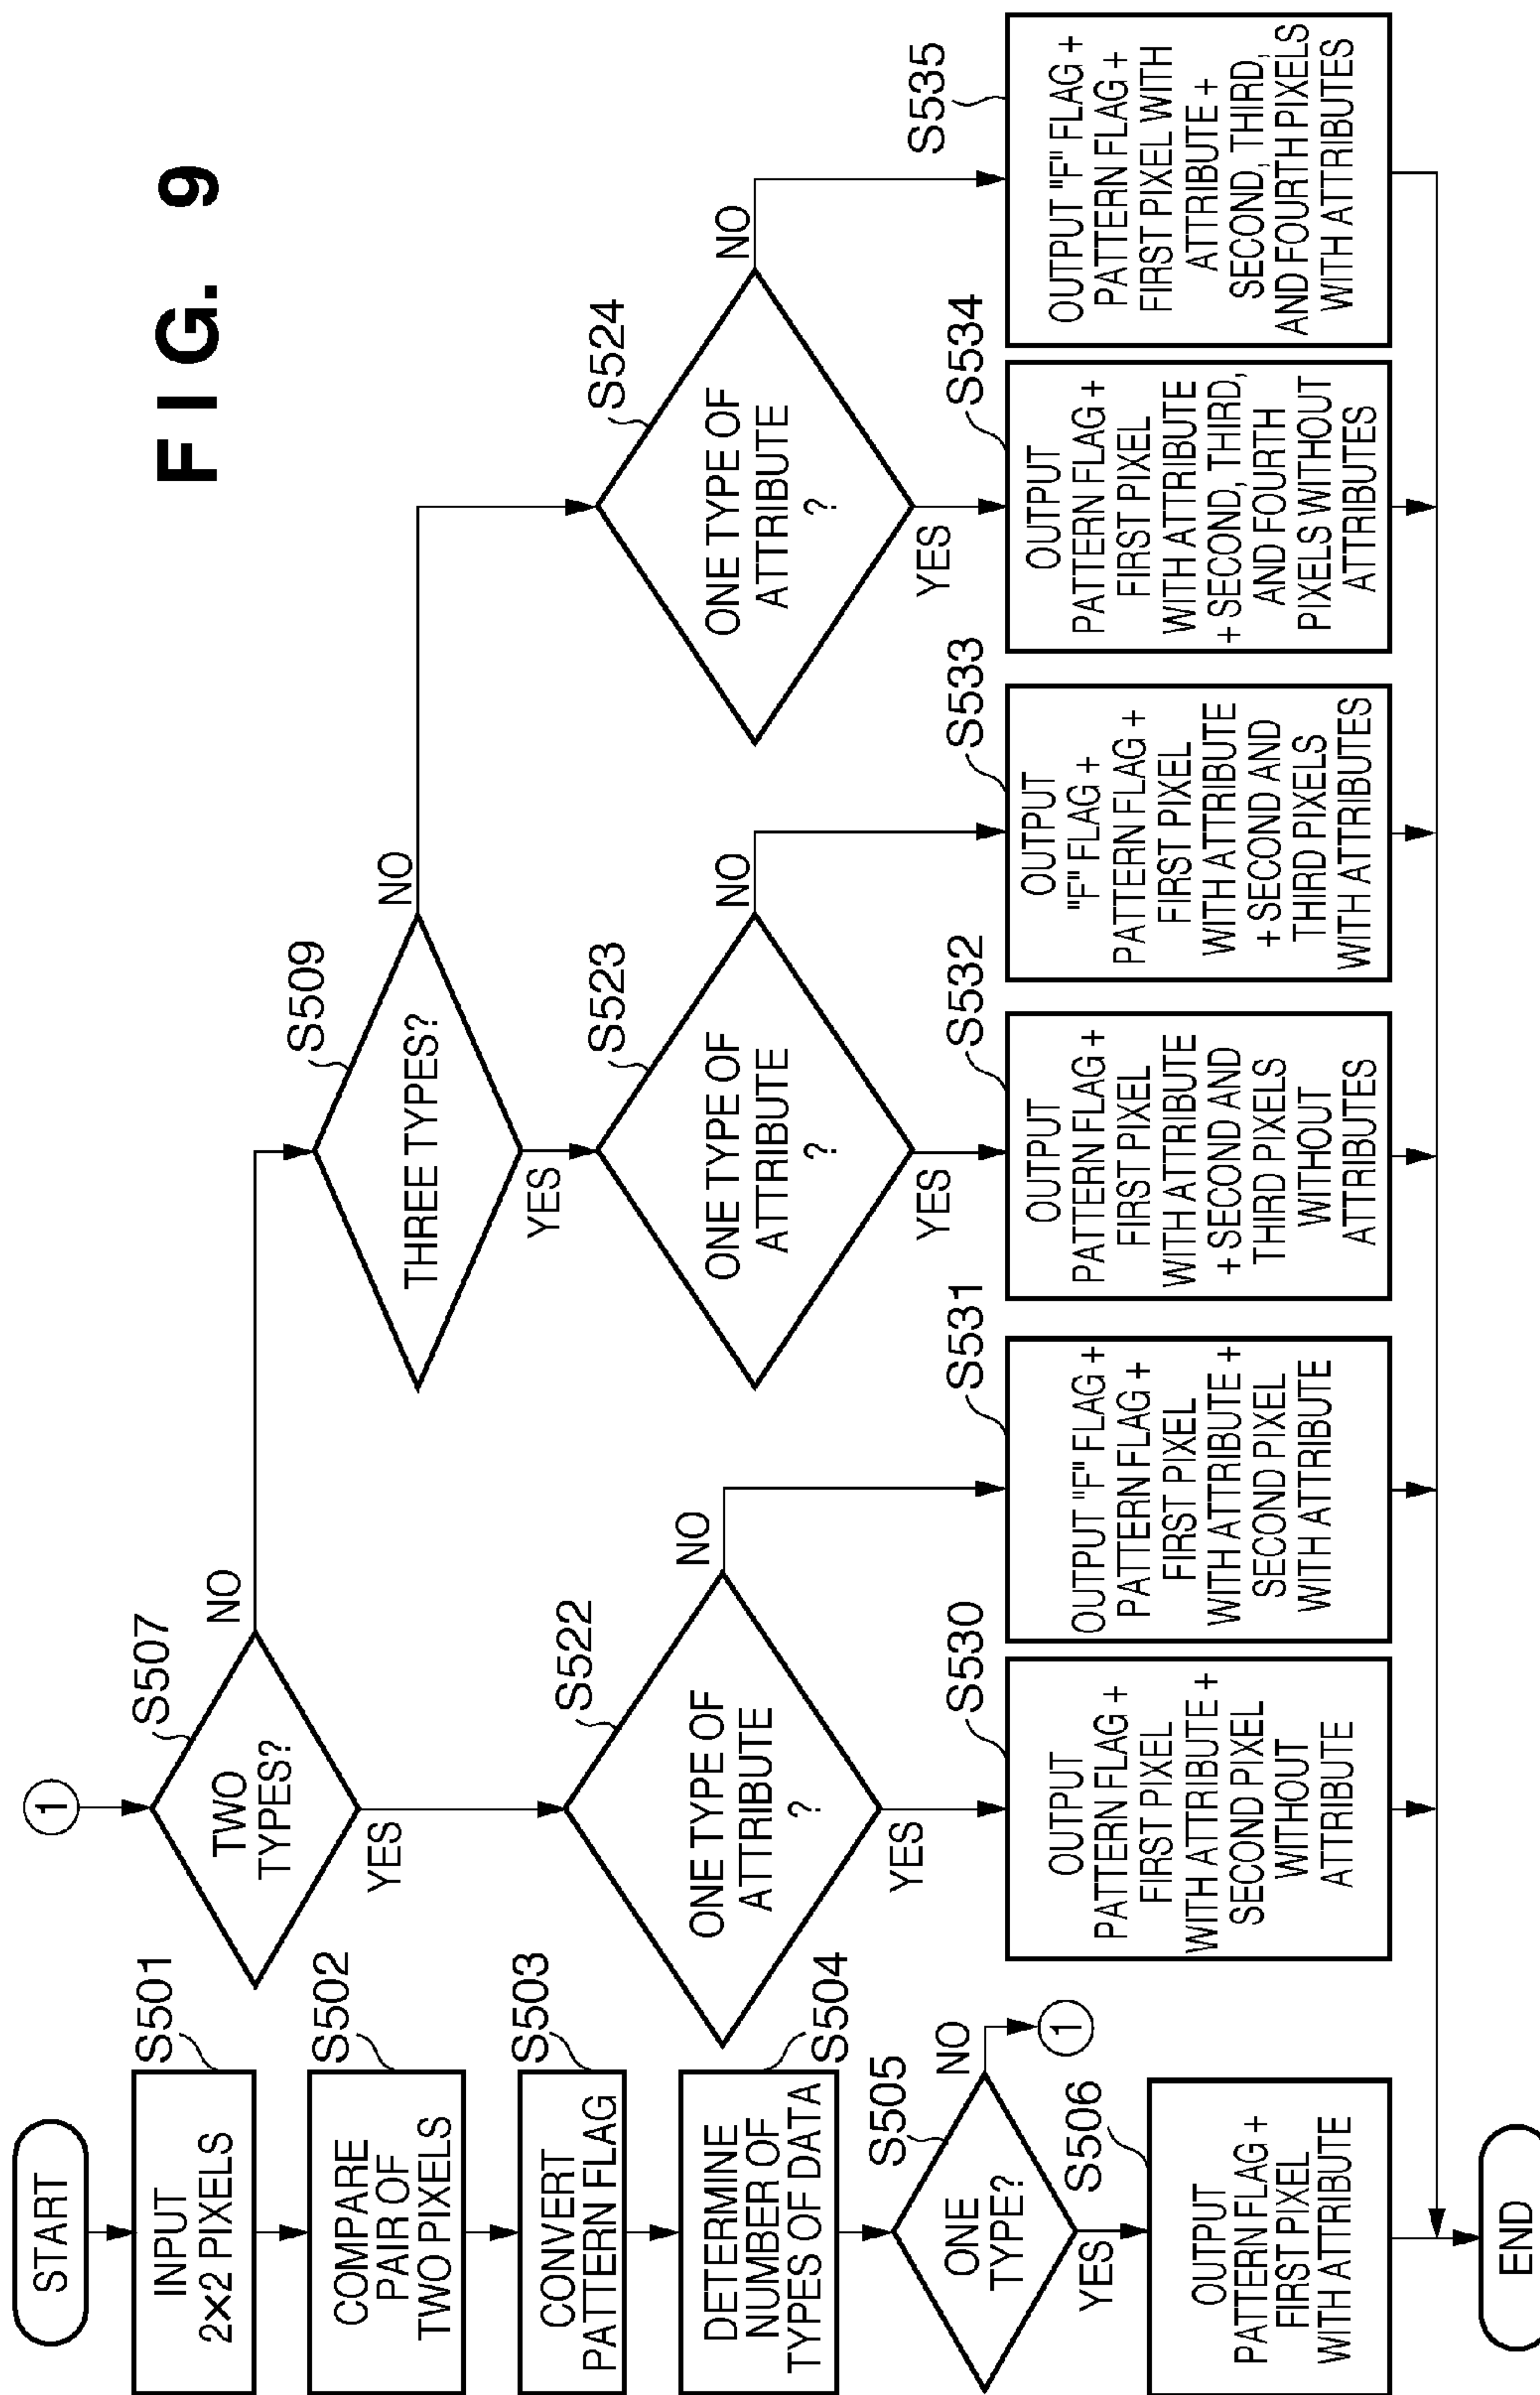 FIG. 9
START
INPUT
2×2 PIXELS
S501
COMPARE
PAIR OF
TWO PIXELS
S502
CONVERT
PATTERN FLAG
S503
DETERMINE
NUMBER OF
TYPES OF DATA
S504
ONE
TYPE?
S505
NO
1
YES
OUTPUT
PATTERN FLAG +
FIRST PIXEL
WITH ATTRIBUTE
S506
END
1
TWO
TYPES?
S507
NO
YES
THREE TYPES?
S509
NO
YES
ONE TYPE OF
ATTRIBUTE
?
S522
NO
YES
ONE TYPE OF
ATTRIBUTE
?
S523
NO
YES
ONE TYPE OF
ATTRIBUTE
?
S524
NO
YES
OUTPUT
PATTERN FLAG +
FIRST PIXEL
WITH ATTRIBUTE +
SECOND PIXEL
WITHOUT
ATTRIBUTE
S530
OUTPUT "F" FLAG +
PATTERN FLAG +
FIRST PIXEL
WITH ATTRIBUTE +
SECOND PIXEL
WITH ATTRIBUTE
S531
OUTPUT
PATTERN FLAG +
FIRST PIXEL
WITH ATTRIBUTE
+ SECOND AND
THIRD PIXELS
WITHOUT
ATTRIBUTES
S532
OUTPUT
"F" FLAG +
PATTERN FLAG +
FIRST PIXEL
WITH ATTRIBUTE
+ SECOND AND
THIRD PIXELS
WITH ATTRIBUTES
S533
OUTPUT
PATTERN FLAG +
FIRST PIXEL
WITH ATTRIBUTE
+ SECOND, THIRD,
AND FOURTH
PIXELS WITHOUT
ATTRIBUTES
S534
OUTPUT "F" FLAG +
PATTERN FLAG +
FIRST PIXEL WITH
ATTRIBUTE +
SECOND, THIRD,
AND FOURTH PIXELS
WITH ATTRIBUTES
S535